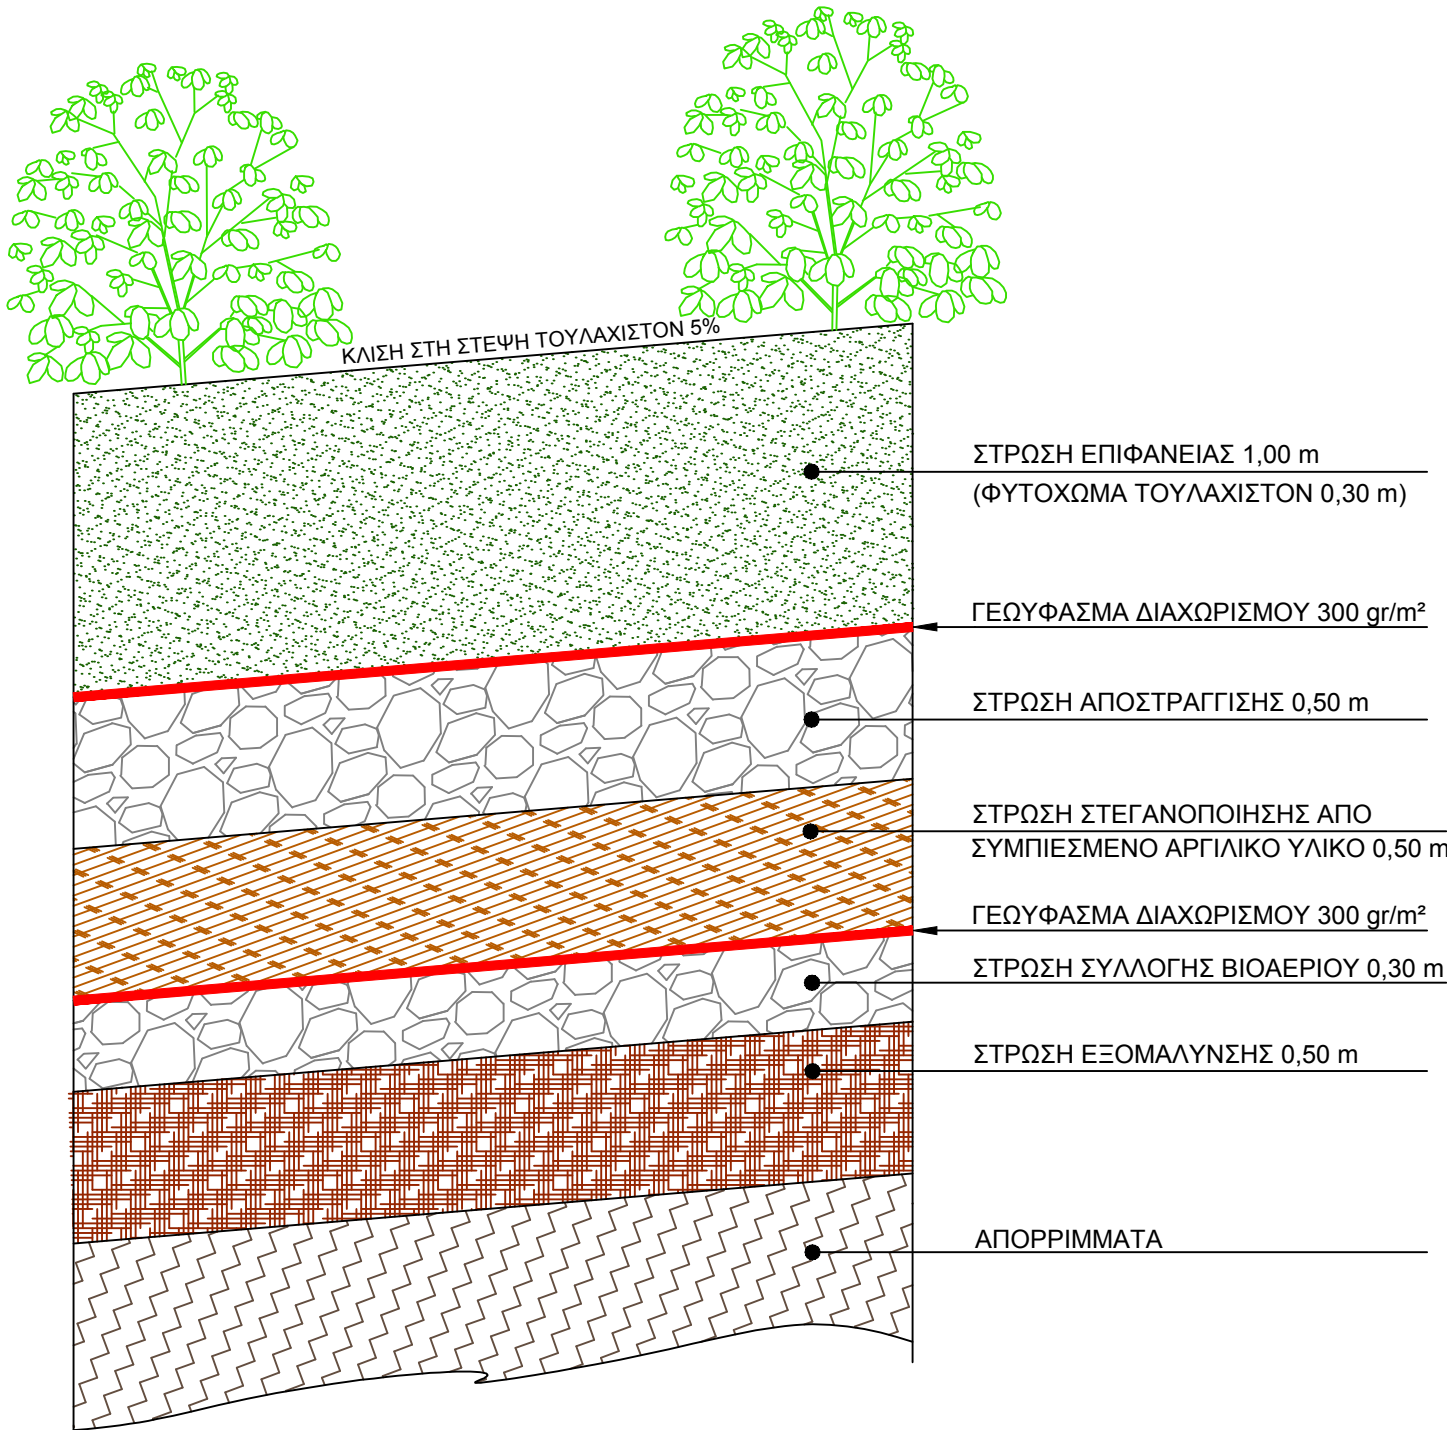 ΚΛΙΣΗ ΣΤΗ ΣΤΕΨΗ ΤΟΥΛΑΧΙΣΤΟΝ 5%
ΣΤΡΩΣΗ ΕΠΙΦΑΝΕΙΑΣ 1,00 m
(ΦΥΤΟΧΩΜΑ ΤΟΥΛΑΧΙΣΤΟΝ 0,30 m)
ΓΕΩΥΦΑΣΜΑ ΔΙΑΧΩΡΙΣΜΟΥ 300 gr/m²
ΣΤΡΩΣΗ ΑΠΟΣΤΡΑΓΓΙΣΗΣ 0,50 m
ΣΤΡΩΣΗ ΣΤΕΓΑΝΟΠΟΙΗΣΗΣ ΑΠΟ
ΣΥΜΠΙΕΣΜΕΝΟ ΑΡΓΙΛΙΚΟ ΥΛΙΚΟ 0,50 m
ΓΕΩΥΦΑΣΜΑ ΔΙΑΧΩΡΙΣΜΟΥ 300 gr/m²
ΣΤΡΩΣΗ ΣΥΛΛΟΓΗΣ ΒΙΟΑΕΡΙΟΥ 0,30 m
ΣΤΡΩΣΗ ΕΞΟΜΑΛΥΝΣΗΣ 0,50 m
ΑΠΟΡΡΙΜΜΑΤΑ